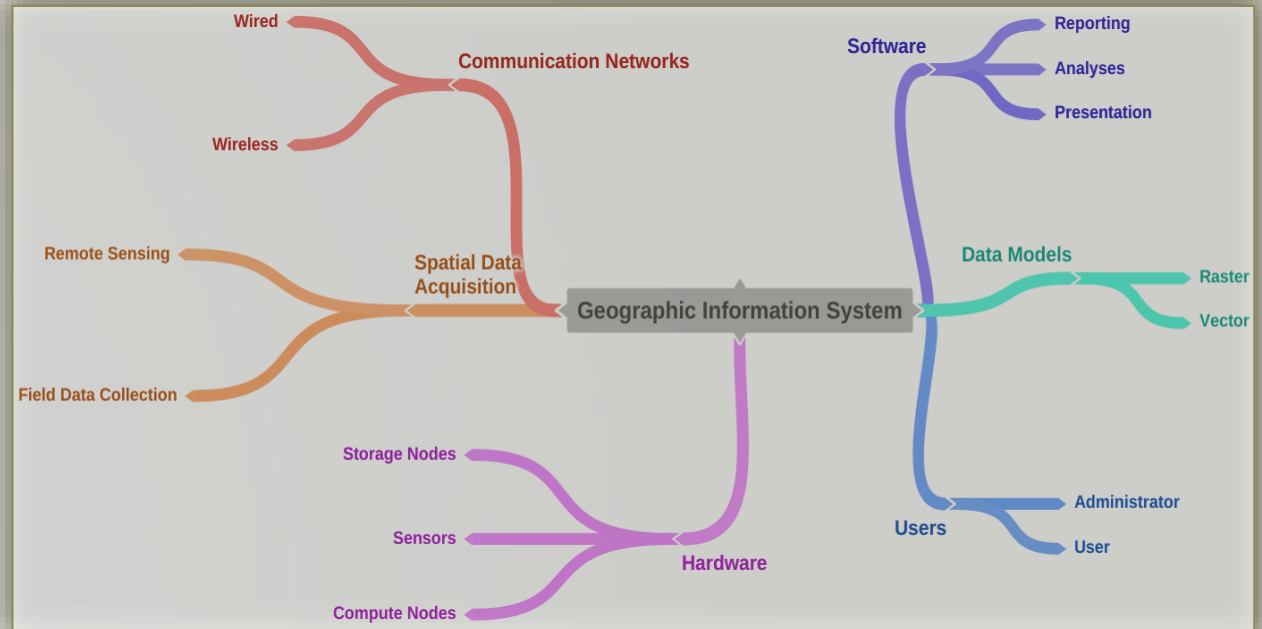 Wired
Communication Networks
Wireless
Software
Reporting
Analyses
Presentation
Remote Sensing
Spatial Data
Acquisition
Field Data Collection
Geographic Information System
Data Models
Raster
Vector
Storage Nodes
Sensors
Compute Nodes
Hardware
Users
Administrator
User